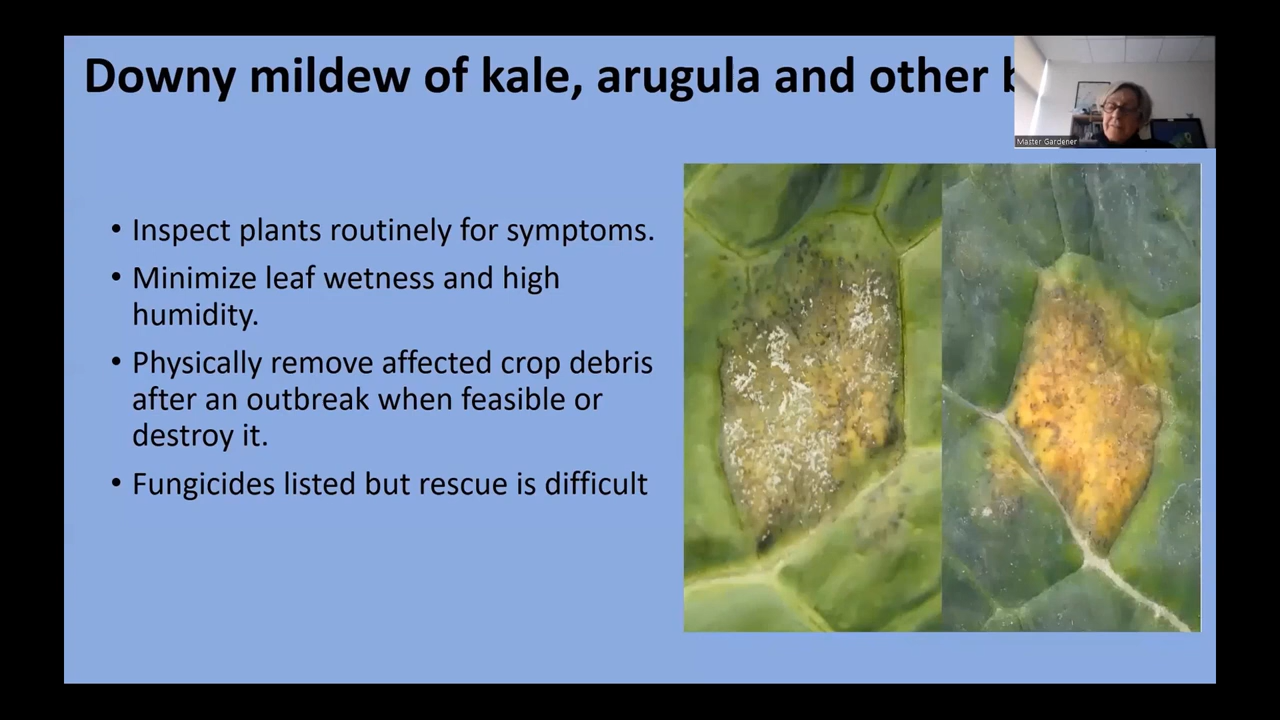 Downy mildew of kale, arugula and other
Master Gardener
• Inspect plants routinely for symptoms.
• Minimize leaf wetness and high
humidity.
• Physically remove affected crop debris
after an outbreak when feasible or
destroy it.
• Fungicides listed but rescue is difficult